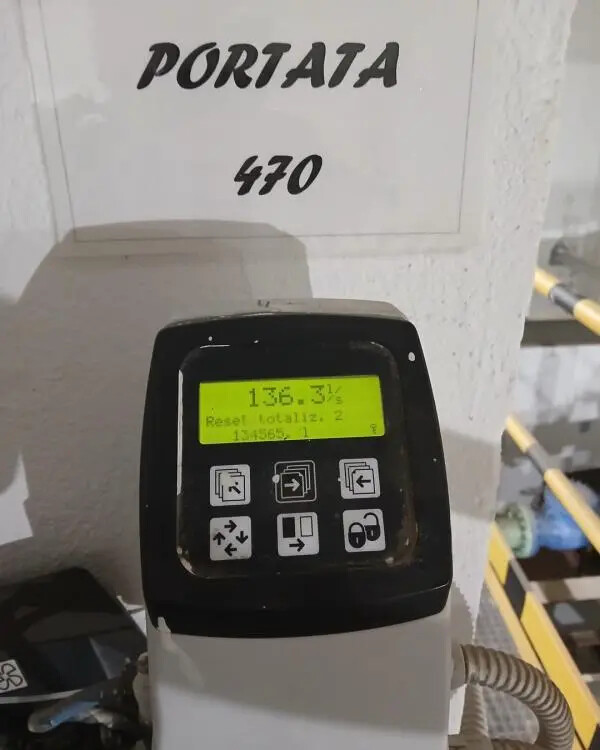 PORTATA
470
136.3 l/s
Reset totaliz. 2
134565. l